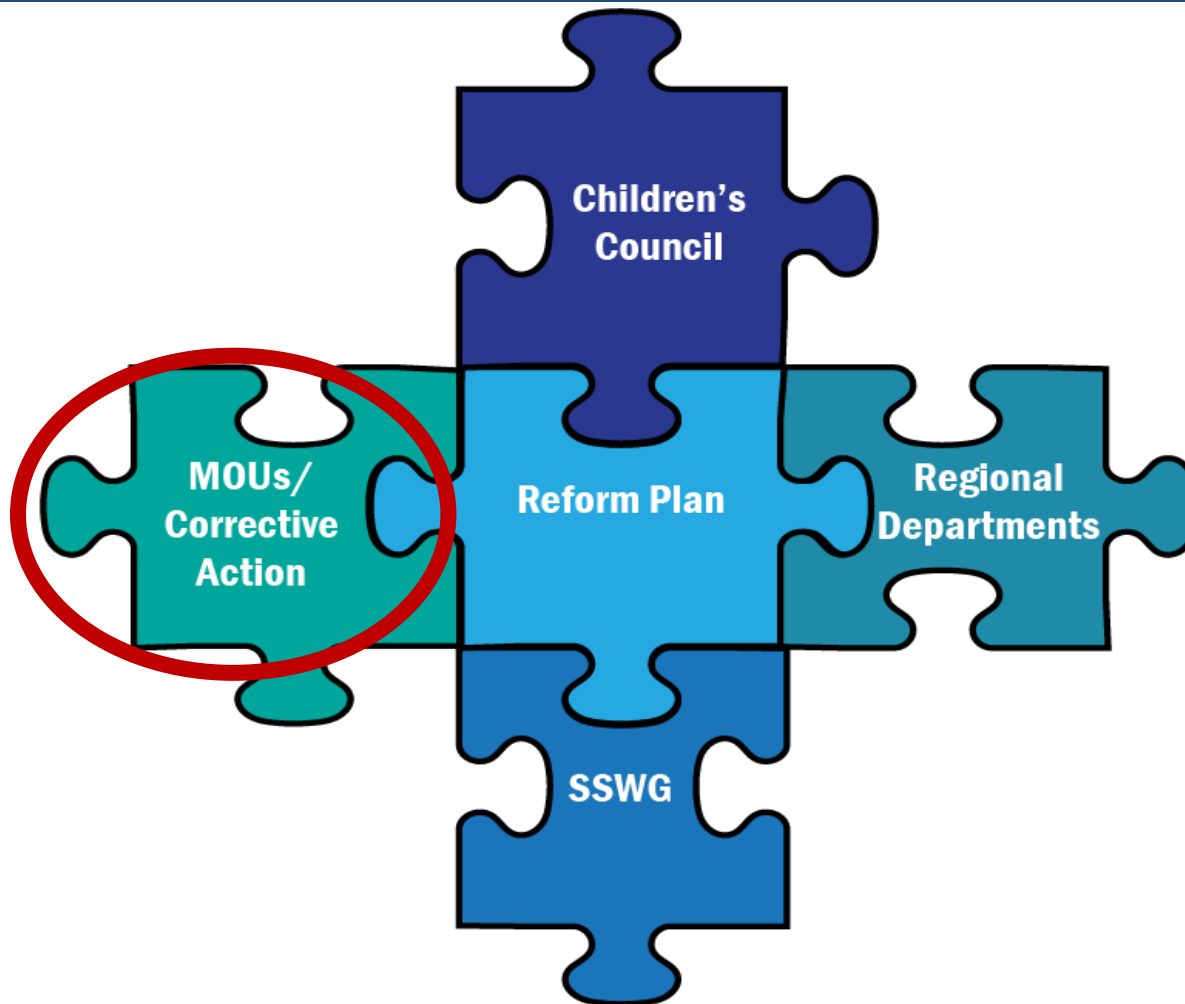 Children’s
Council
MOUs/
Corrective
Action
Reform Plan
Regional
Departments
SSWG